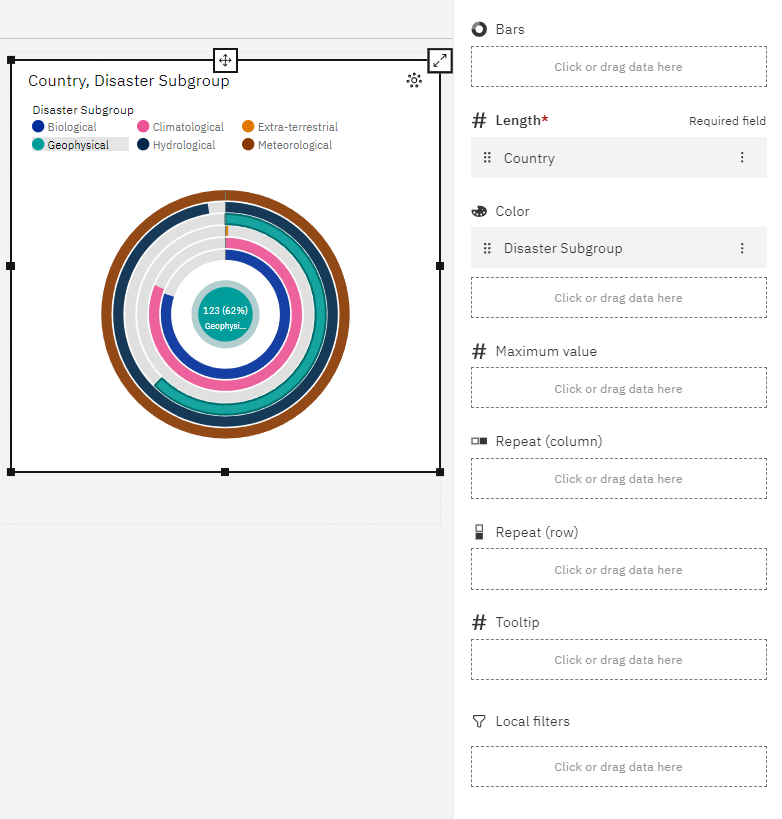 Country, Disaster Subgroup
Disaster Subgroup
Biological Climatological Extra-terrestrial
Geophysical Hydrological Meteorological
123 (62%)
Geophysi...
Bars
Click or drag data here
# Length* Required field
Country
Color
Disaster Subgroup
Click or drag data here
# Maximum value
Click or drag data here
Repeat (column)
Click or drag data here
Repeat (row)
Click or drag data here
# Tooltip
Click or drag data here
Local filters
Click or drag data here